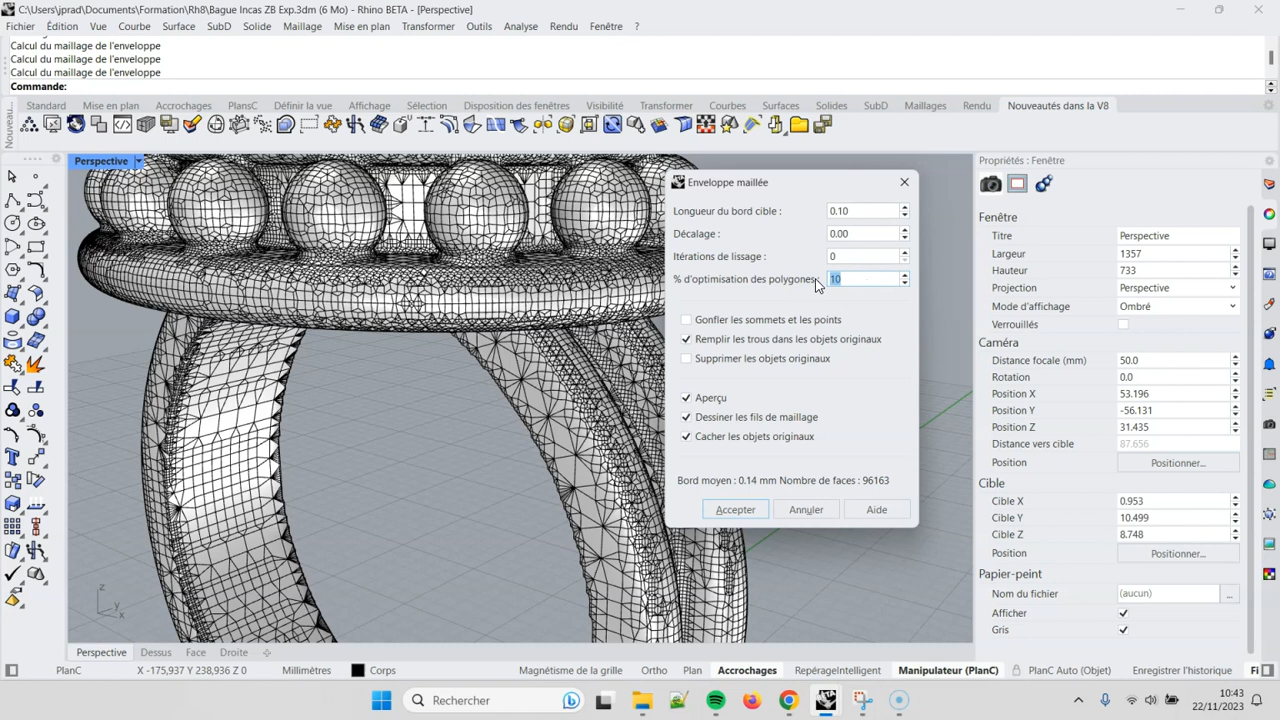 C:\Users\jprad\Documents\Formation\Rh8\Bague Incas ZB Exp.3dm (6 Mo) - Rhino BETA - [Perspective]
Fichier Édition Vue Courbe Surface SubD Solide Maillage Mise en plan Transformer Outils Analyse Rendu Fenêtre ?
Calcul du maillage de l'enveloppe
Calcul du maillage de l'enveloppe
Calcul du maillage de l'enveloppe
Commande:
Nouveau... Standard Mise en plan Accrochages PlansC Définir la vue Affichage Sélection Disposition des fenêtres Visibilité Transformer Courbes Surfaces Solides SubD Maillages Rendu Nouveautés dans la V8
Perspective
Enveloppe maillée
Longueur du bord cible : 0.10
Décalage : 0.00
Itérations de lissage : 0
% d'optimisation des polygones : 10
Gonfler les sommets et les points
Remplir les trous dans les objets originaux
Supprimer les objets originaux
Aperçu
Dessiner les fils de maillage
Cacher les objets originaux
Bord moyen : 0.14 mm Nombre de faces : 96163
Accepter Annuler Aide
z
y
x
Propriétés : Fenêtre
Fenêtre
Titre Perspective
Largeur 1357
Hauteur 733
Projection Perspective
Mode d'affichage Ombré
Verrouillés
Caméra
Distance focale (mm) 50.0
Rotation 0.0
Position X 53.196
Position Y -56.131
Position Z 31.435
Distance vers cible 87.656
Position Positionner...
Cible
Cible X 0.953
Cible Y 10.499
Cible Z 8.748
Position Positionner...
Papier-peint
Nom du fichier (aucun) ...
Afficher
Gris
Perspective Dessus Face Droite
PlanC X -175,937 Y 238,936 Z 0 Millimètres Corps Magnétisme de la grille Ortho Plan Accrochages RepérageIntelligent Manipulateur (PlanC) PlanC Auto (Objet) Enregistrer l'historique Fi
Rechercher
10:43
22/11/2023